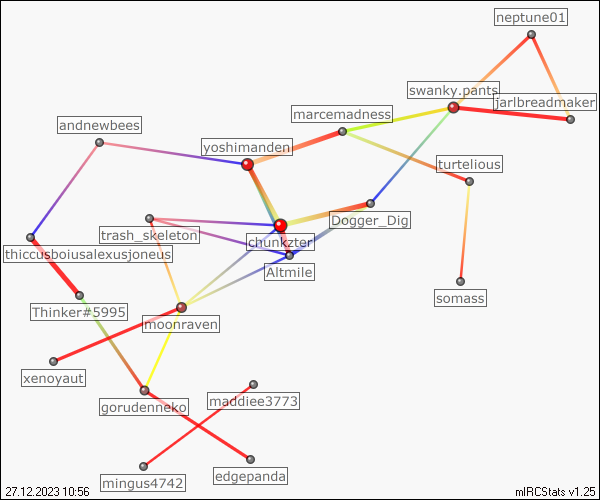 neptune01
swanky.pants
jarlbreadmaker
marcemadness
andnewbees
yoshimanden
turtelious
Dogger_Dig
trash_skeleton
chunkzter
thiccusboiusalexusjoneus
Altmile
somass
Thinker#5995
moonraven
xenoyaut
maddiee3773
gorudenneko
edgepanda
mingus4742
27.12.2023 10:56
mIRCStats v1.25